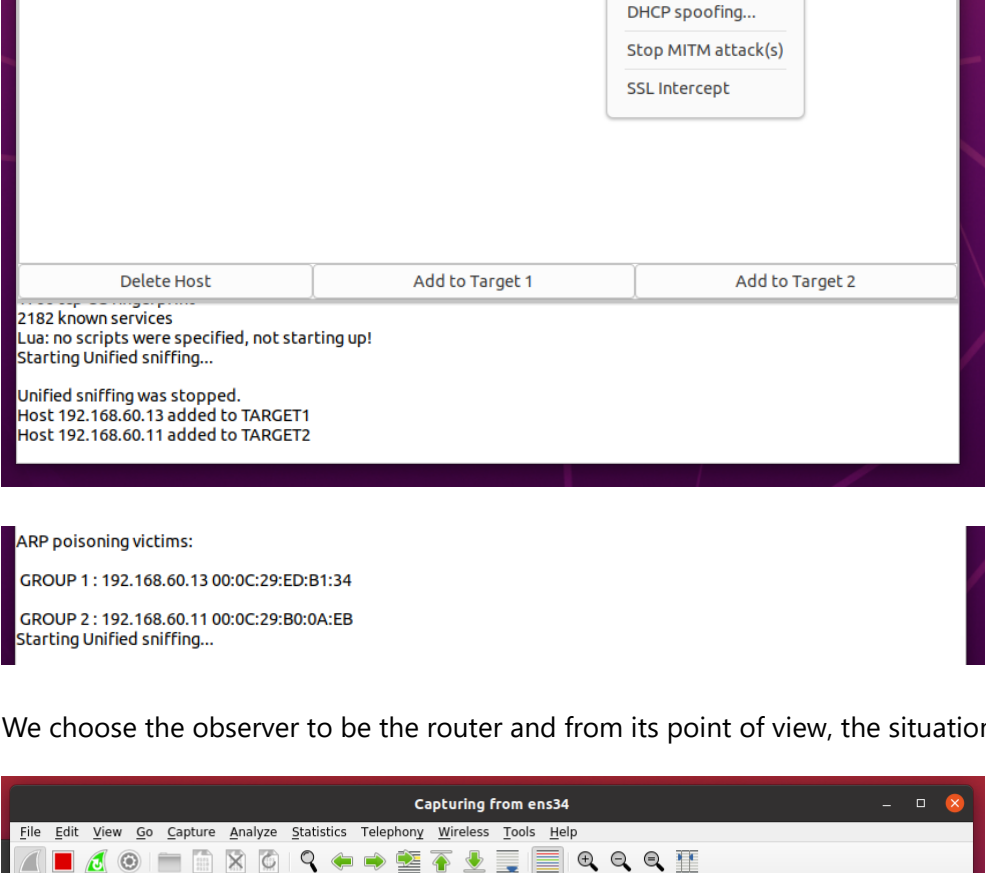 DHCP spoofing...
Stop MITM attack(s)
SSL Intercept
Delete Host Add to Target 1 Add to Target 2
2182 known services
Lua: no scripts were specified, not starting up!
Starting Unified sniffing...
Unified sniffing was stopped.
Host 192.168.60.13 added to TARGET1
Host 192.168.60.11 added to TARGET2
ARP poisoning victims:
GROUP 1 : 192.168.60.13 00:0C:29:ED:B1:34
GROUP 2 : 192.168.60.11 00:0C:29:B0:0A:EB
Starting Unified sniffing...
We choose the observer to be the router and from its point of view, the situation
Capturing from ens34
File Edit View Go Capture Analyze Statistics Telephony Wireless Tools Help